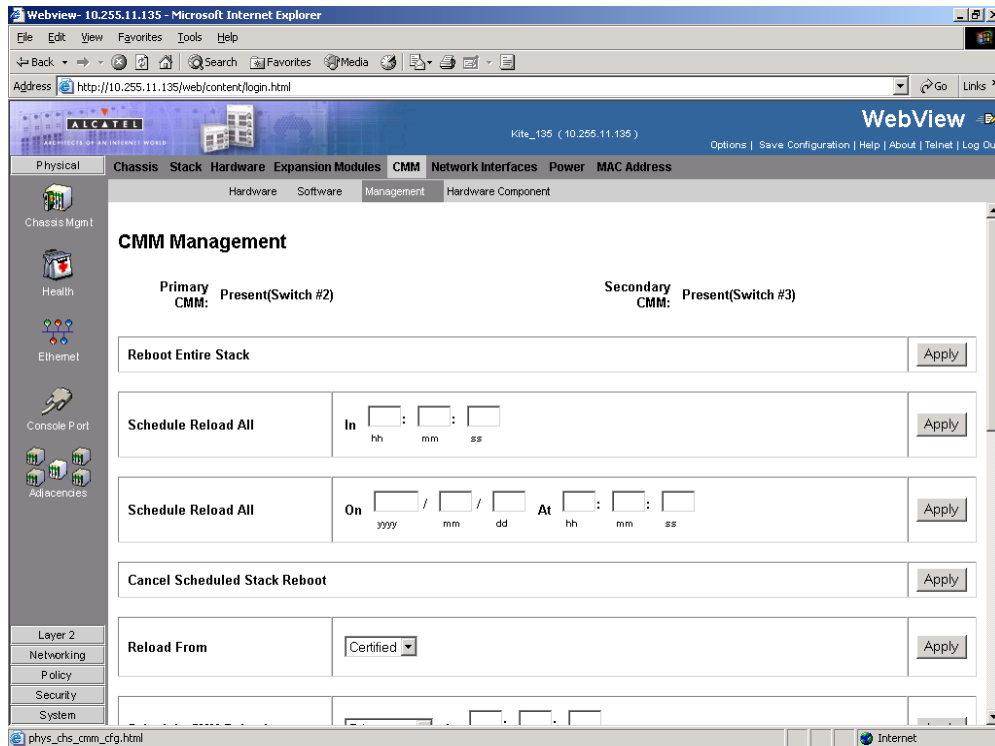 Webview- 10.255.11.135 - Microsoft Internet Explorer
File Edit View Favorites Tools Help
Back Search Favorites Media
Address http://10.255.11.135/web/content/login.html Go Links
ALCATEL
ARCHITECTS OF AN INTERNET WORLD
Kite_135 ( 10.255.11.135 )
WebView
Options | Save Configuration | Help | About | Telnet | Log Ou
Physical
Chassis Stack Hardware Expansion Modules CMM Network Interfaces Power MAC Address
Hardware Software Management Hardware Component
Chassis Mgmt
Health
Ethernet
Console Port
Adjacencies
Layer 2
Networking
Policy
Security
System
CMM Management
Primary CMM: Present(Switch #2)
Secondary CMM: Present(Switch #3)
Reboot Entire Stack Apply
Schedule Reload All In : : Apply
hh mm ss
Schedule Reload All On / / At : : Apply
yyyy mm dd hh mm ss
Cancel Scheduled Stack Reboot Apply
Reload From Certified Apply
phys_chs_cmm_cfg.html Internet